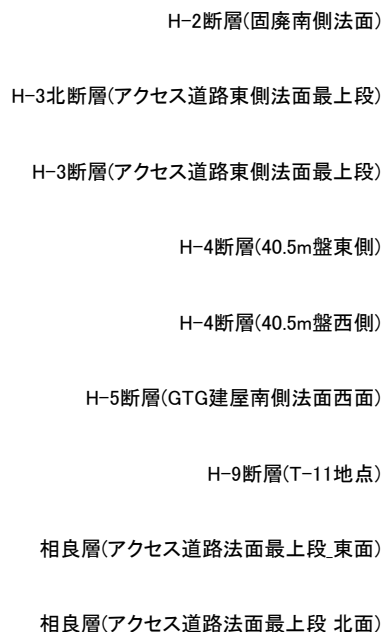 H-2断層(固廃南側法面)
H-3北断層(アクセス道路東側法面最上段)
H-3断層(アクセス道路東側法面最上段)
H-4断層(40.5m盤東側)
H-4断層(40.5m盤西側)
H-5断層(GTG建屋南側法面西面)
H-9断層(T-11地点)
相良層(アクセス道路法面最上段_東面)
相良層(アクセス道路法面最上段_北面)